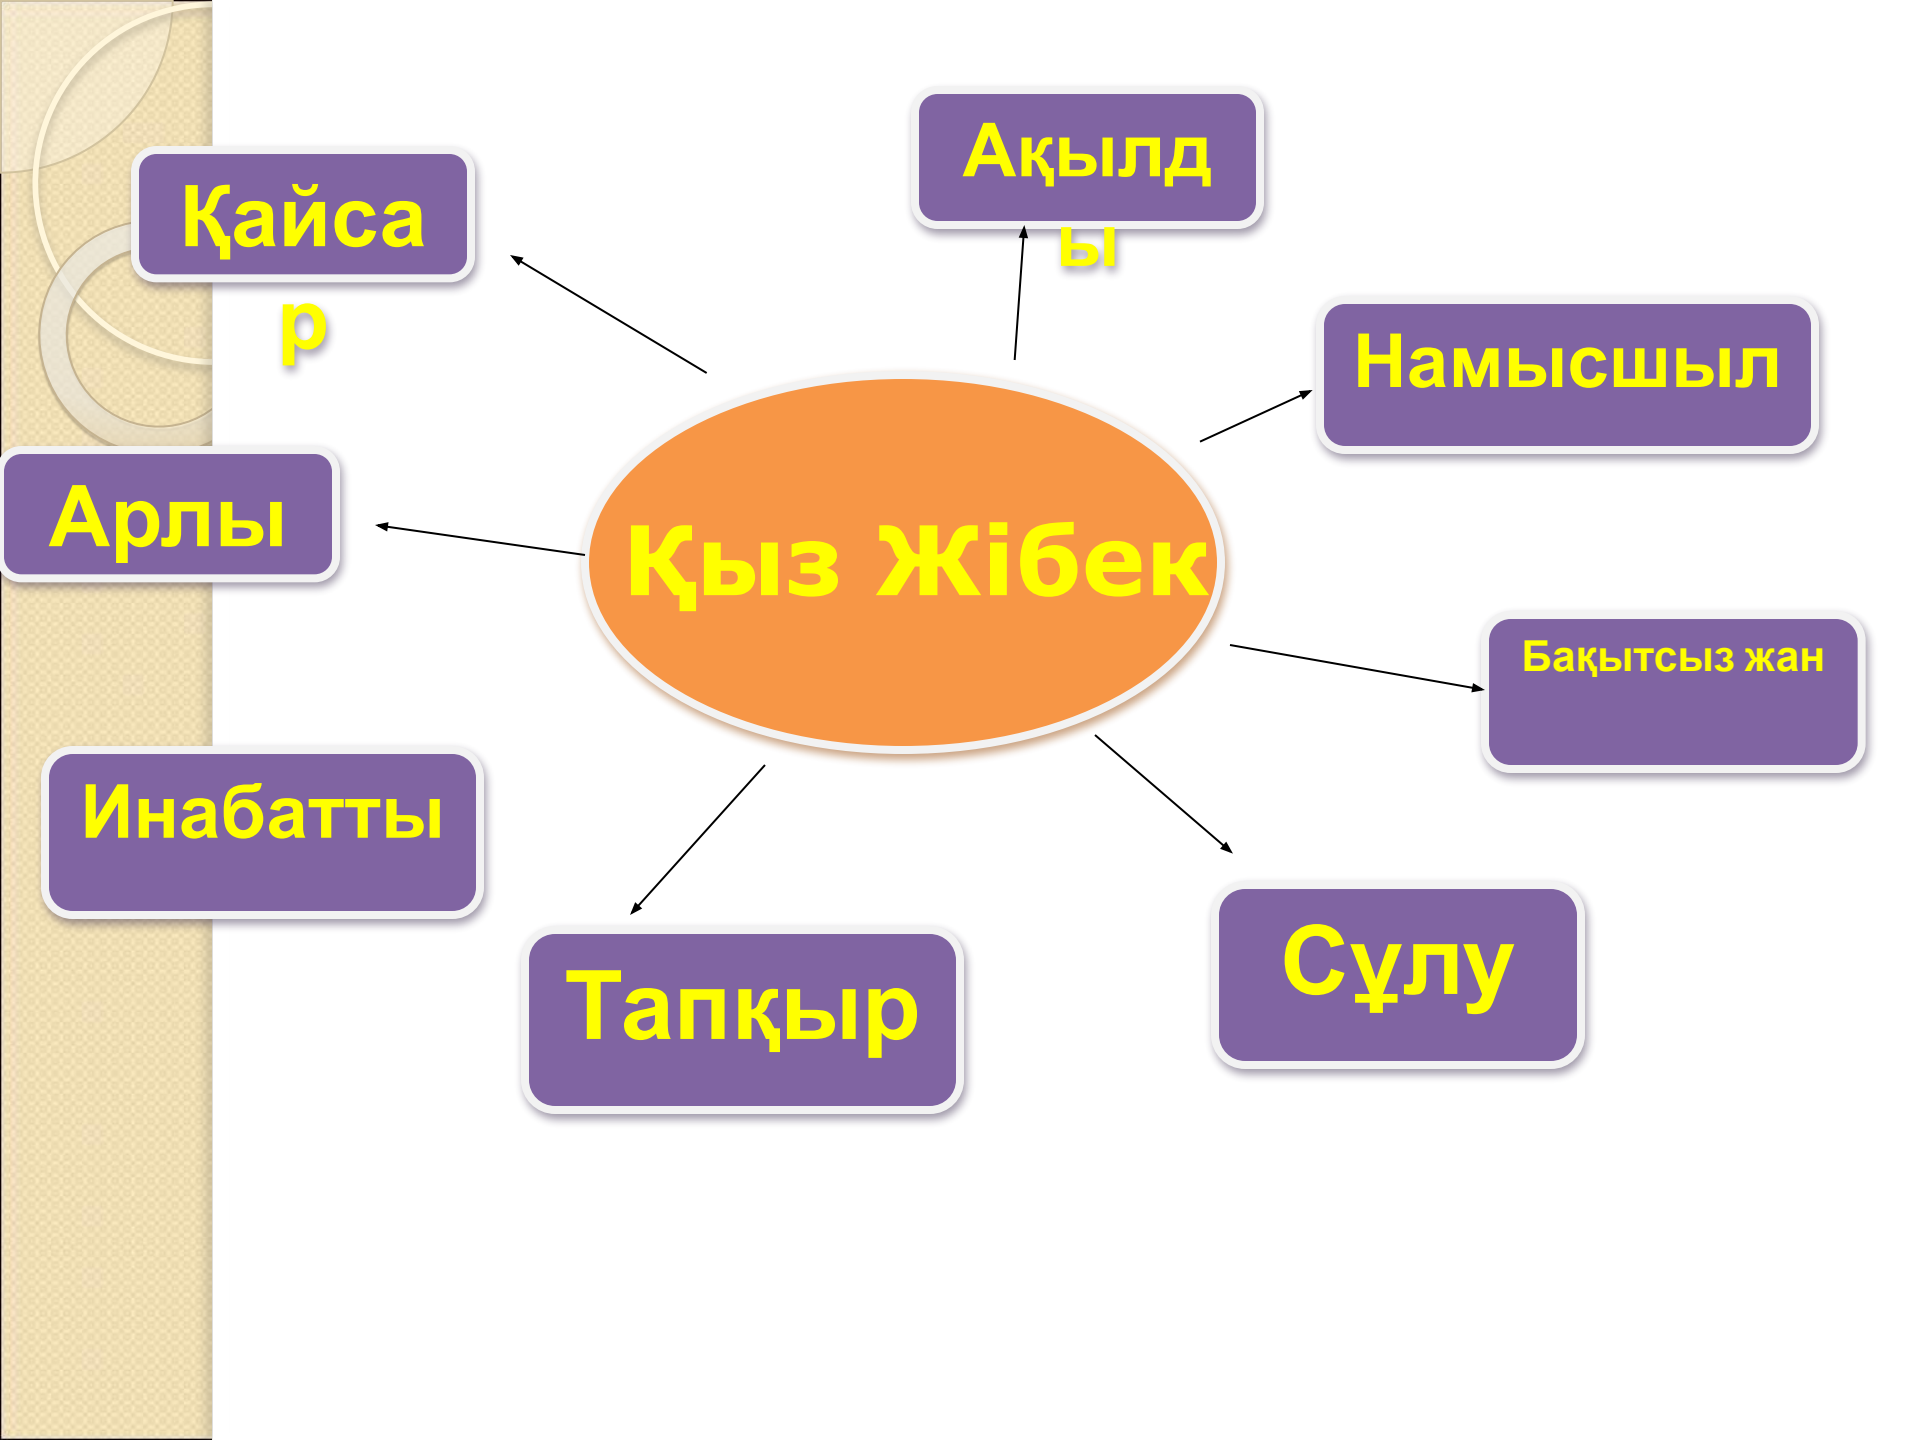 Ақылд
ы
Қайса
р
Намысшыл
Арлы
Қыз Жібек
Бақытсыз жан
Инабатты
Сұлу
Тапқыр